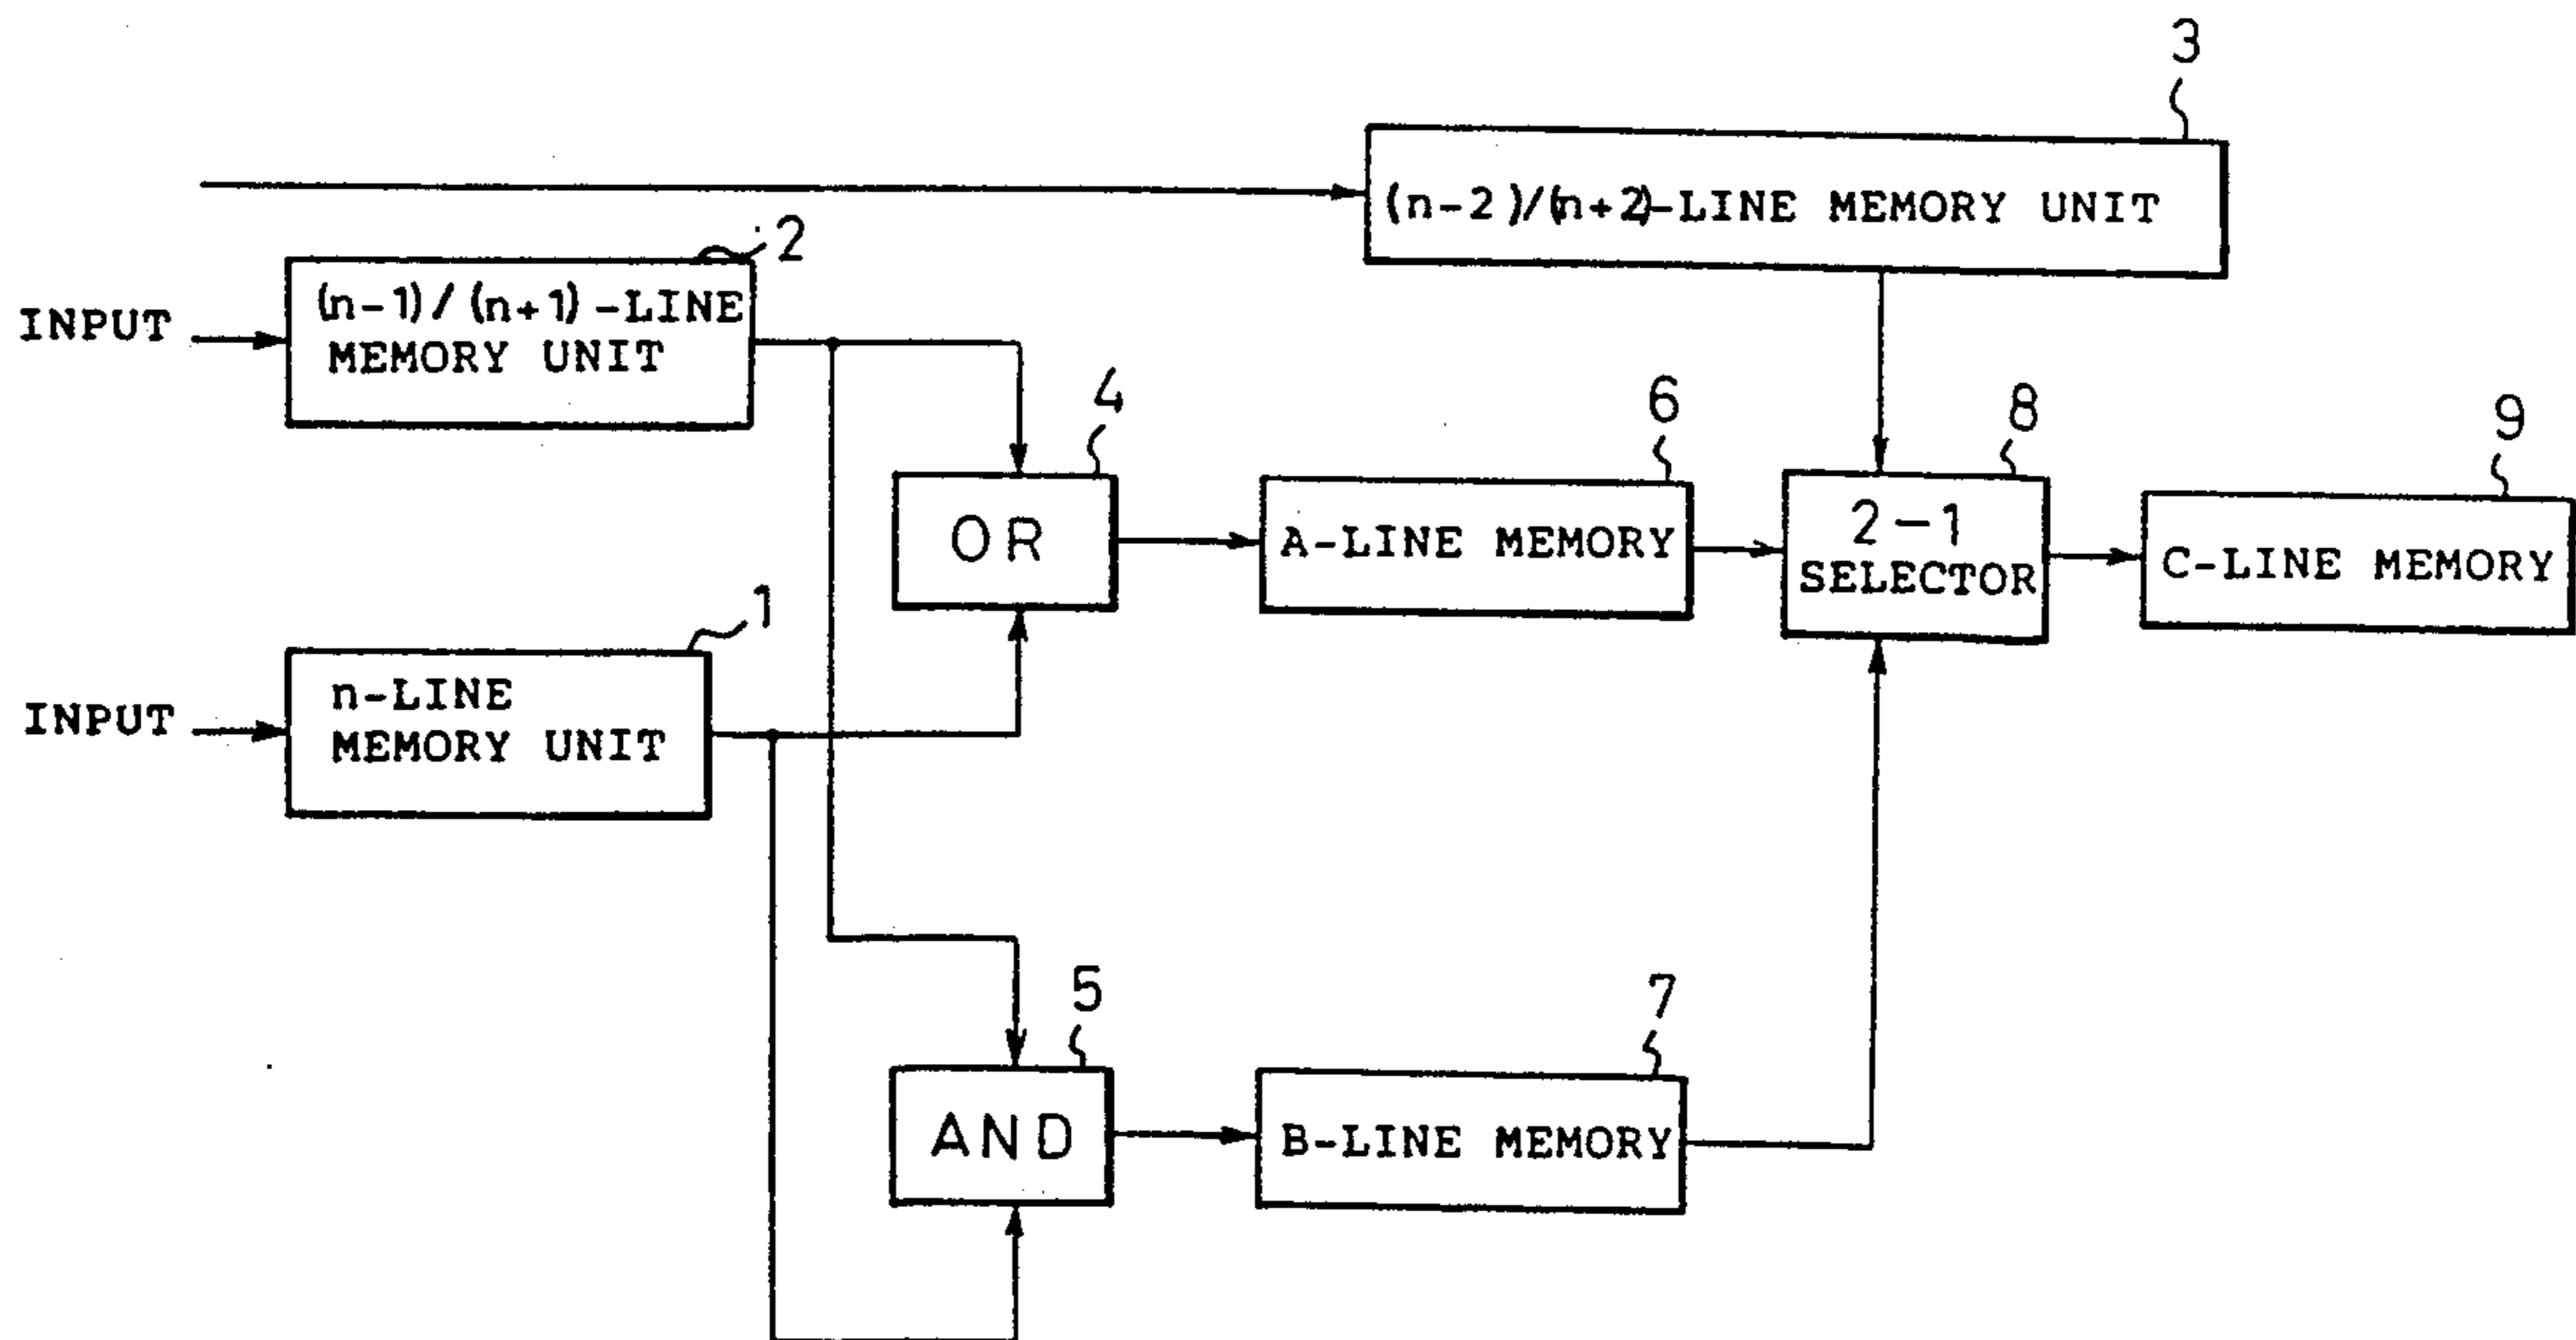 3
(n-2)/(n+2)-LINE MEMORY UNIT
2
INPUT
(n-1)/(n+1)-LINE
MEMORY UNIT
4
6
8
9
OR
A-LINE MEMORY
2-1
SELECTOR
C-LINE MEMORY
1
INPUT
n-LINE
MEMORY UNIT
5
7
AND
B-LINE MEMORY